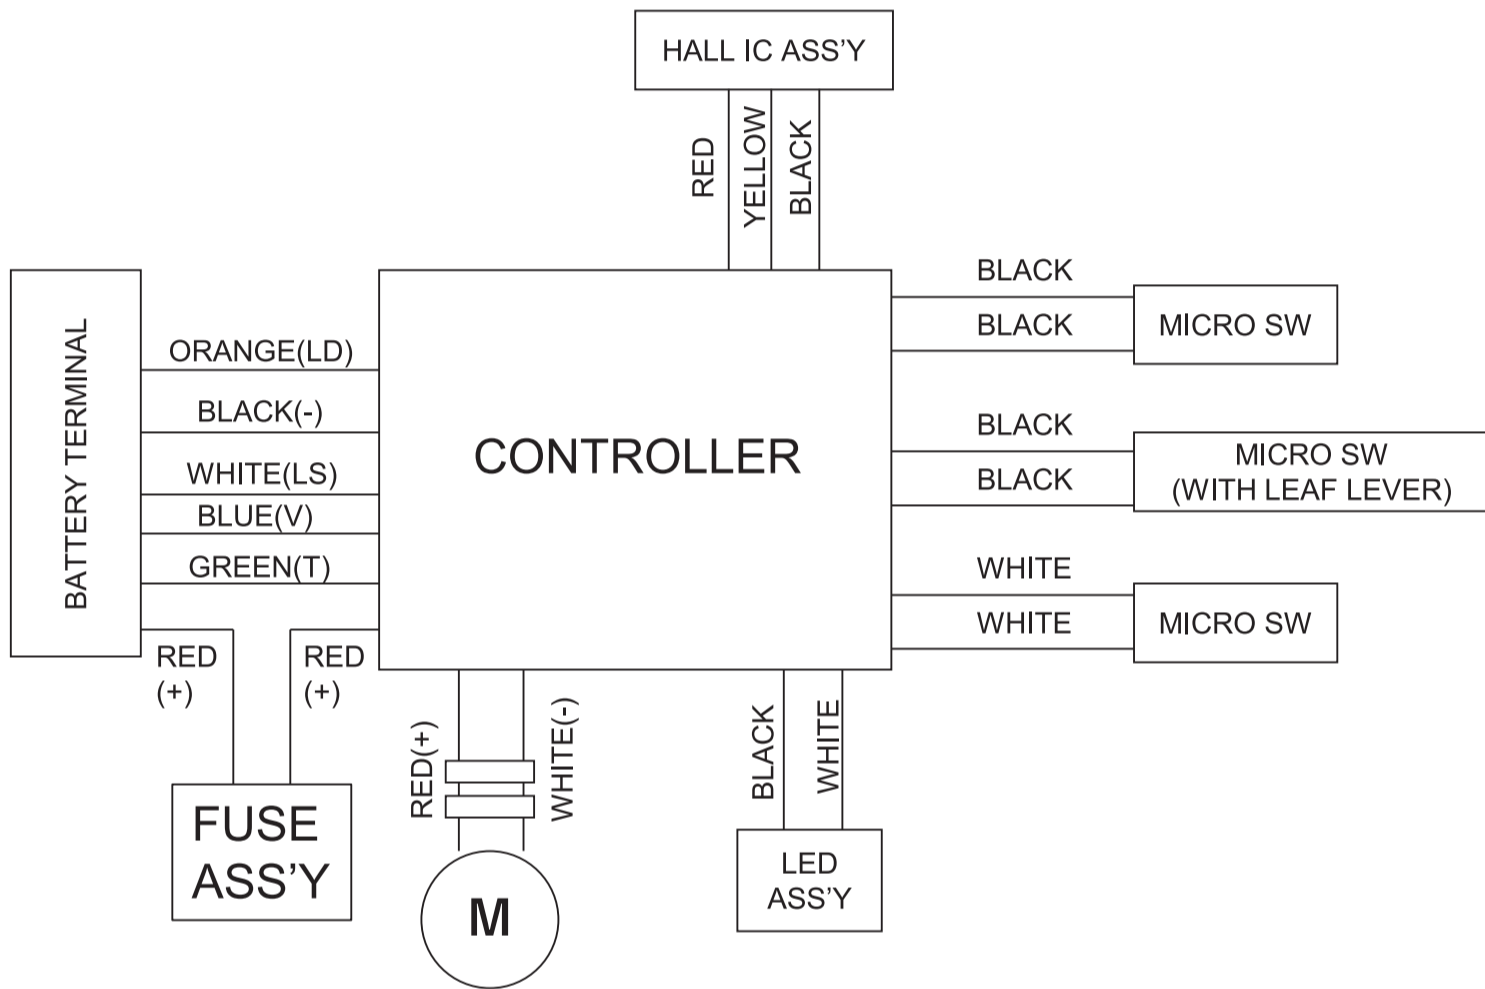 HALL IC ASS'Y
RED
YELLOW
BLACK
BATTERY TERMINAL
ORANGE(LD)
BLACK(-)
WHITE(LS)
BLUE(V)
GREEN(T)
RED
(+)
RED
(+)
FUSE
ASS'Y
CONTROLLER
BLACK
BLACK
MICRO SW
BLACK
BLACK
MICRO SW
(WITH LEAF LEVER)
WHITE
WHITE
MICRO SW
RED(+)
WHITE(-)
M
BLACK
WHITE
LED
ASS'Y